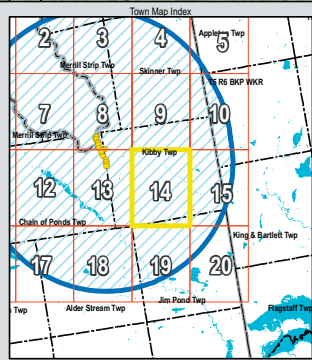 Town Map Index
2 3 4 5
Appleton Twp
Merrill Strip Twp
Skinner Twp
T5 R6 BKP WKR
7 8 9 10
Merrill Strip Twp
Kibby Twp
12 13 14 15
Chain of Ponds Twp
King & Bartlett Twp
17 18 19 20
Jim Pond Twp
s Twp
Alder Stream Twp
Flagstaff Twp